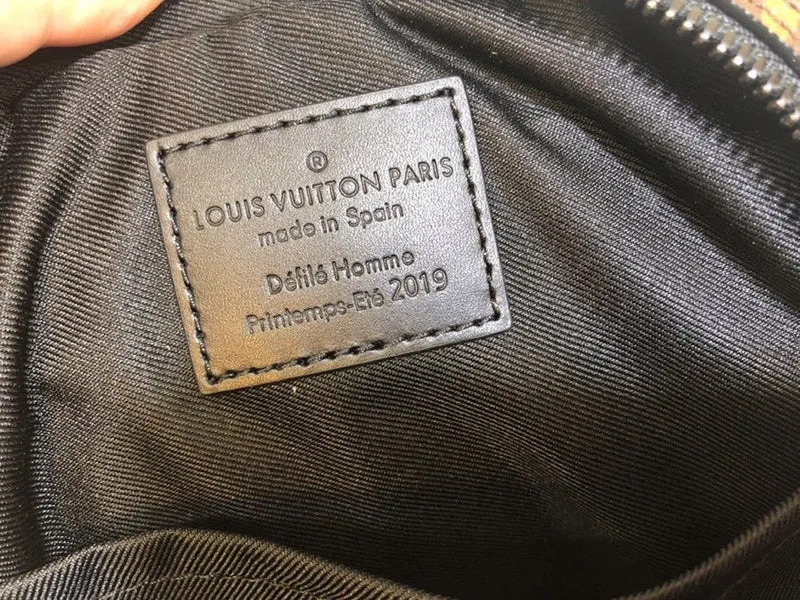 ®
LOUIS VUITTON PARIS
made in Spain
Défilé Homme
Printemps-Eté 2019